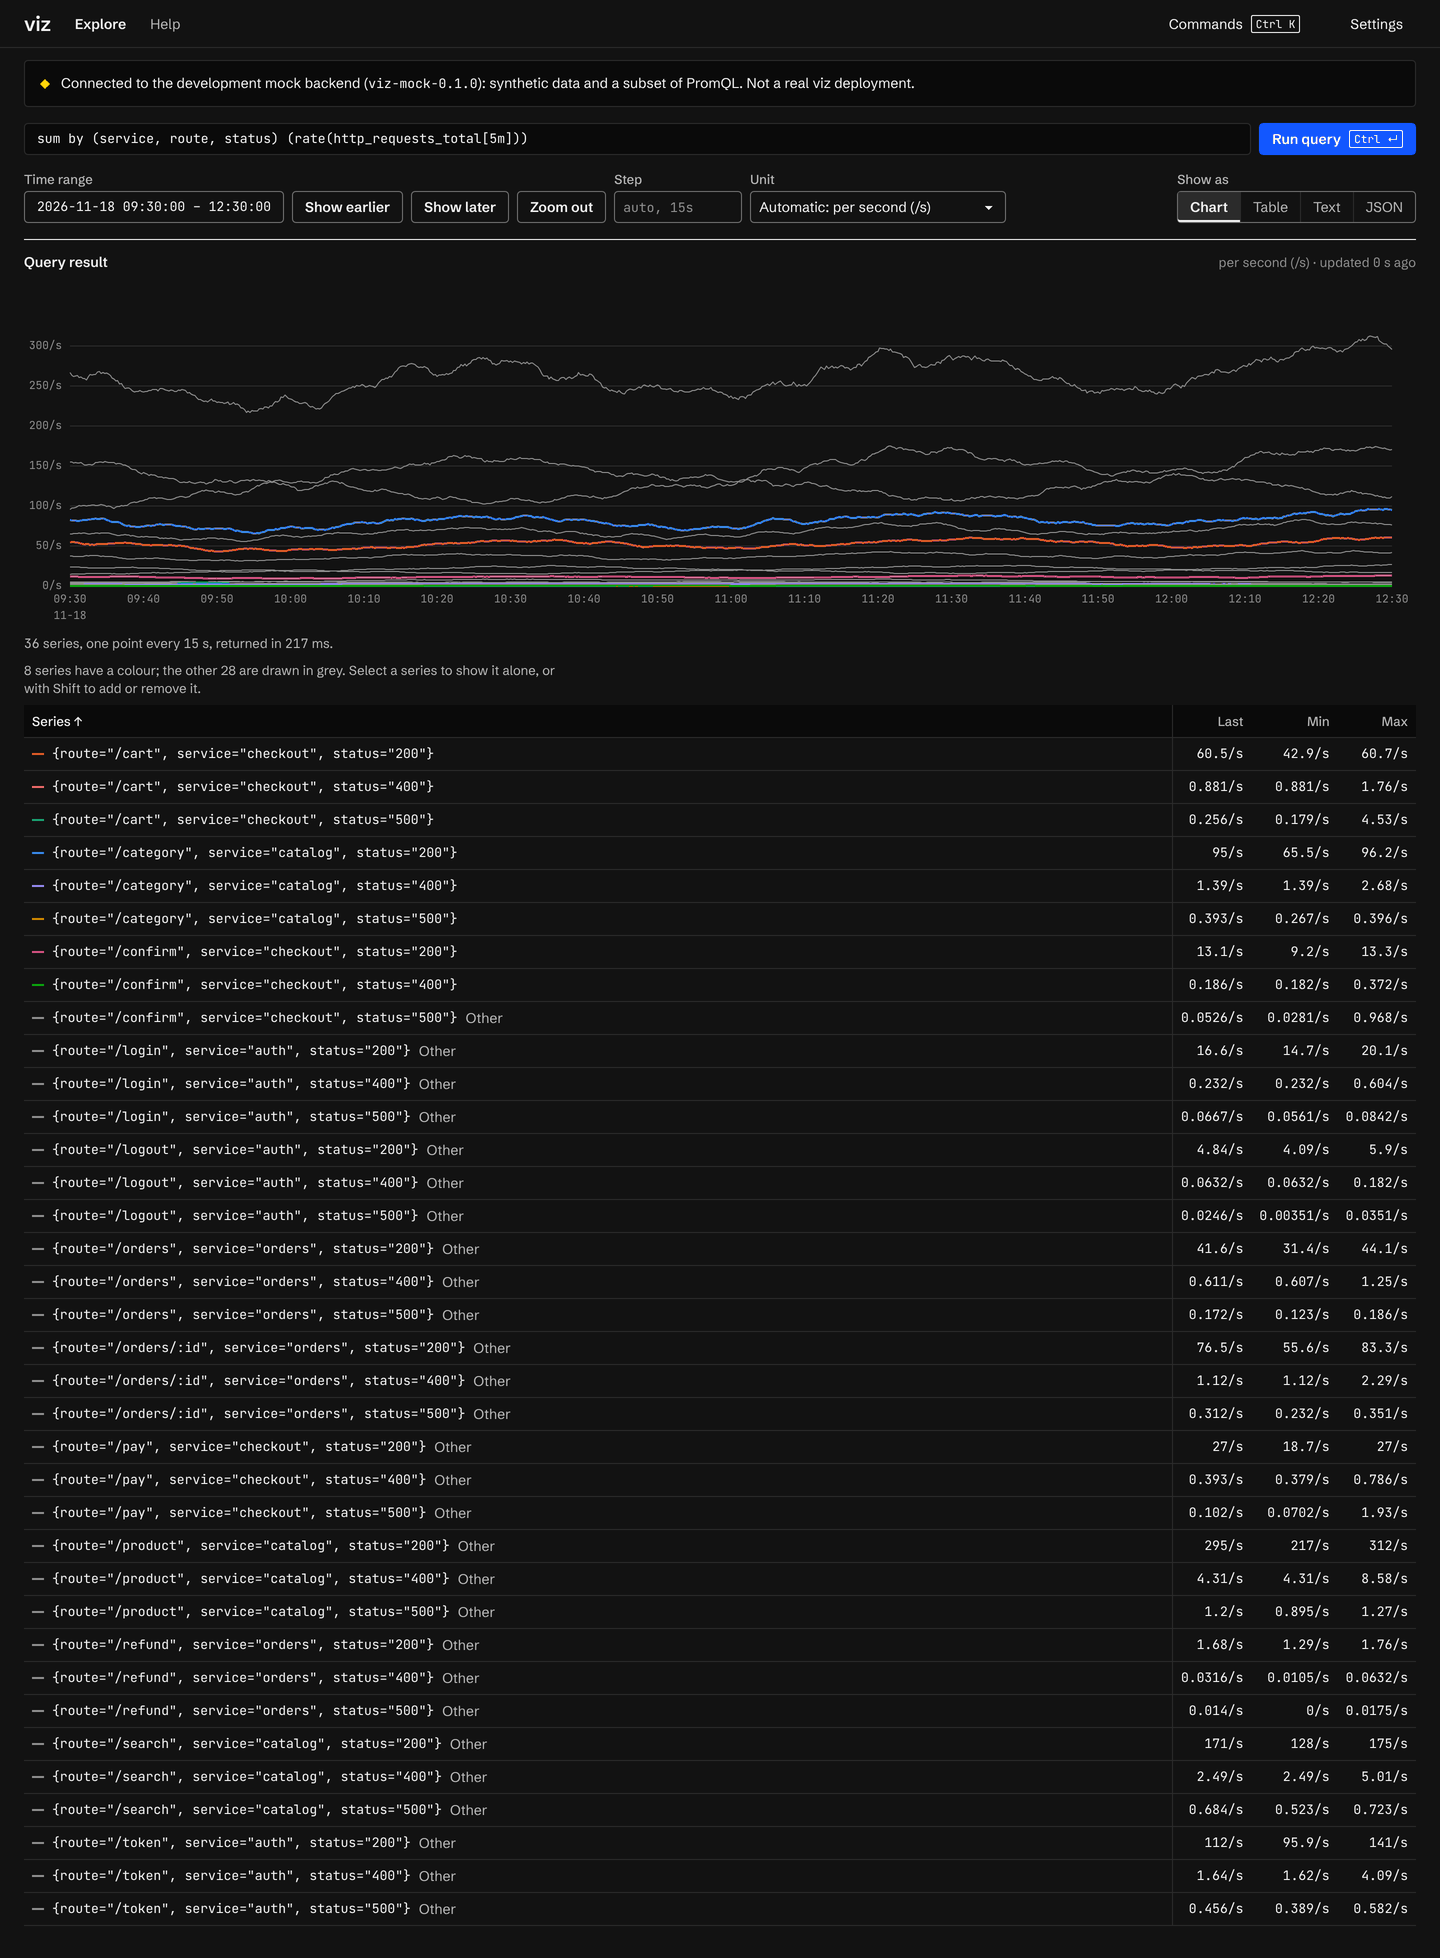 viz Explore Help Commands Ctrl K Settings
Connected to the development mock backend (viz-mock-0.1.0): synthetic data and a subset of PromQL. Not a real viz deployment.
sum by (service, route, status) (rate(http_requests_total[5m])) Run query Ctrl ↵
Time range Step Unit Show as
2026-11-18 09:30:00 – 12:30:00 Show earlier Show later Zoom out auto, 15s Automatic: per second (/s) Chart Table Text JSON
Query result per second (/s) · updated 0 s ago
300/s
250/s
200/s
150/s
100/s
50/s
0/s
09:30 09:40 09:50 10:00 10:10 10:20 10:30 10:40 10:50 11:00 11:10 11:20 11:30 11:40 11:50 12:00 12:10 12:20 12:30
11-18
36 series, one point every 15 s, returned in 217 ms.
8 series have a colour; the other 28 are drawn in grey. Select a series to show it alone, or
with Shift to add or remove it.
Series ↑ Last Min Max
{route="/cart", service="checkout", status="200"} 60.5/s 42.9/s 60.7/s
{route="/cart", service="checkout", status="400"} 0.881/s 0.881/s 1.76/s
{route="/cart", service="checkout", status="500"} 0.256/s 0.179/s 4.53/s
{route="/category", service="catalog", status="200"} 95/s 65.5/s 96.2/s
{route="/category", service="catalog", status="400"} 1.39/s 1.39/s 2.68/s
{route="/category", service="catalog", status="500"} 0.393/s 0.267/s 0.396/s
{route="/confirm", service="checkout", status="200"} 13.1/s 9.2/s 13.3/s
{route="/confirm", service="checkout", status="400"} 0.186/s 0.182/s 0.372/s
{route="/confirm", service="checkout", status="500"} Other 0.0526/s 0.0281/s 0.968/s
{route="/login", service="auth", status="200"} Other 16.6/s 14.7/s 20.1/s
{route="/login", service="auth", status="400"} Other 0.232/s 0.232/s 0.604/s
{route="/login", service="auth", status="500"} Other 0.0667/s 0.0561/s 0.0842/s
{route="/logout", service="auth", status="200"} Other 4.84/s 4.09/s 5.9/s
{route="/logout", service="auth", status="400"} Other 0.0632/s 0.0632/s 0.182/s
{route="/logout", service="auth", status="500"} Other 0.0246/s 0.00351/s 0.0351/s
{route="/orders", service="orders", status="200"} Other 41.6/s 31.4/s 44.1/s
{route="/orders", service="orders", status="400"} Other 0.611/s 0.607/s 1.25/s
{route="/orders", service="orders", status="500"} Other 0.172/s 0.123/s 0.186/s
{route="/orders/:id", service="orders", status="200"} Other 76.5/s 55.6/s 83.3/s
{route="/orders/:id", service="orders", status="400"} Other 1.12/s 1.12/s 2.29/s
{route="/orders/:id", service="orders", status="500"} Other 0.312/s 0.232/s 0.351/s
{route="/pay", service="checkout", status="200"} Other 27/s 18.7/s 27/s
{route="/pay", service="checkout", status="400"} Other 0.393/s 0.379/s 0.786/s
{route="/pay", service="checkout", status="500"} Other 0.102/s 0.0702/s 1.93/s
{route="/product", service="catalog", status="200"} Other 295/s 217/s 312/s
{route="/product", service="catalog", status="400"} Other 4.31/s 4.31/s 8.58/s
{route="/product", service="catalog", status="500"} Other 1.2/s 0.895/s 1.27/s
{route="/refund", service="orders", status="200"} Other 1.68/s 1.29/s 1.76/s
{route="/refund", service="orders", status="400"} Other 0.0316/s 0.0105/s 0.0632/s
{route="/refund", service="orders", status="500"} Other 0.014/s 0/s 0.0175/s
{route="/search", service="catalog", status="200"} Other 171/s 128/s 175/s
{route="/search", service="catalog", status="400"} Other 2.49/s 2.49/s 5.01/s
{route="/search", service="catalog", status="500"} Other 0.684/s 0.523/s 0.723/s
{route="/token", service="auth", status="200"} Other 112/s 95.9/s 141/s
{route="/token", service="auth", status="400"} Other 1.64/s 1.62/s 4.09/s
{route="/token", service="auth", status="500"} Other 0.456/s 0.389/s 0.582/s